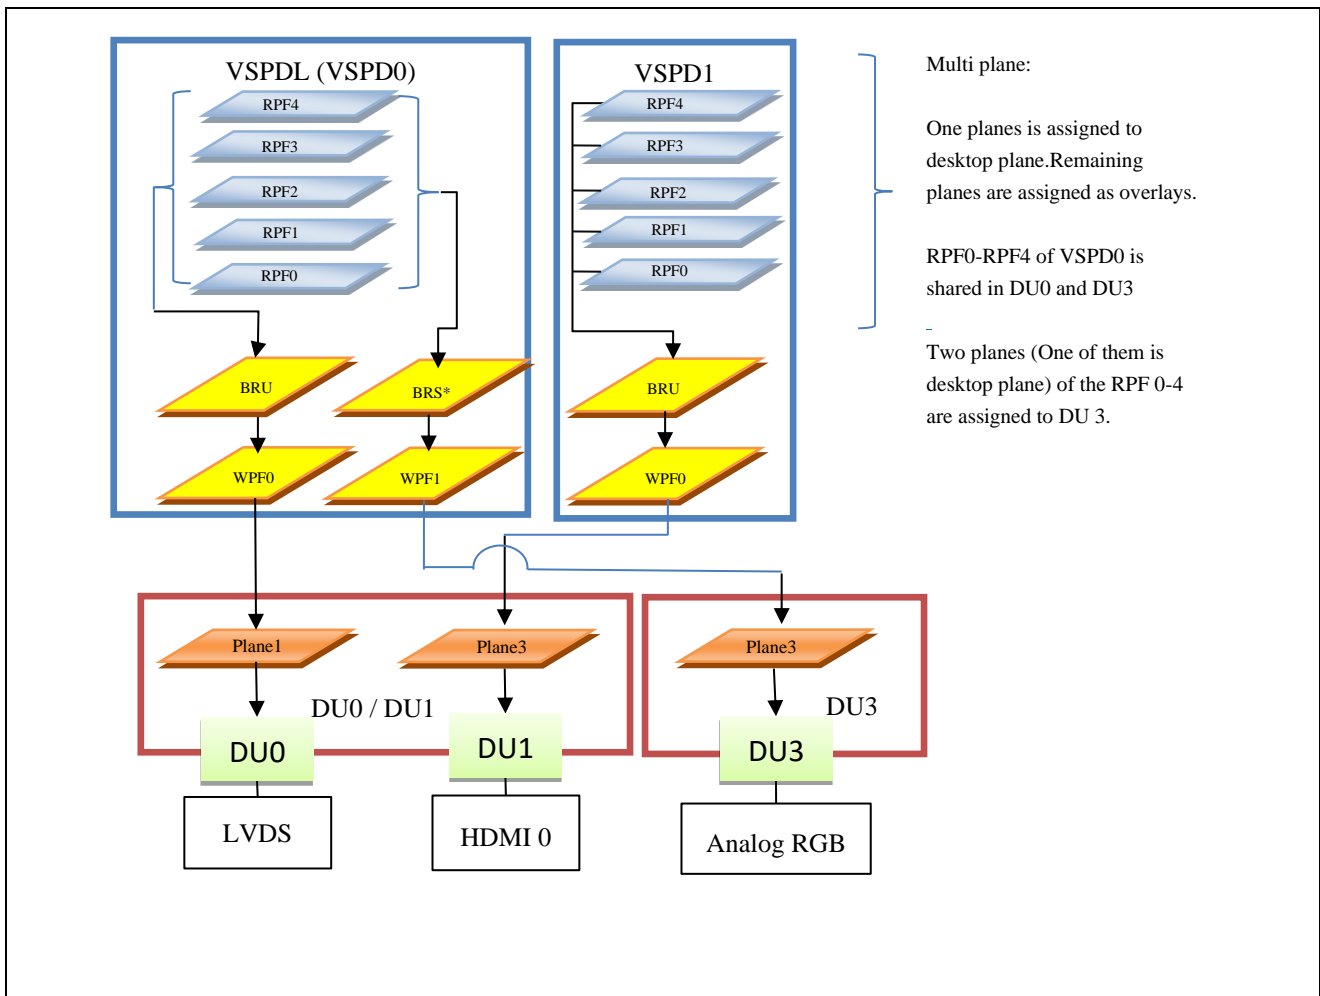 VSPDL (VSPD0)
RPF4
RPF3
RPF2
RPF1
RPF0
BRU
BRS*
WPF0
WPF1
VSPD1
RPF4
RPF3
RPF2
RPF1
RPF0
BRU
WPF0
Multi plane:
One planes is assigned to
desktop plane.Remaining
planes are assigned as overlays.
RPF0-RPF4 of VSPD0 is
shared in DU0 and DU3
Two planes (One of them is
desktop plane) of the RPF 0-4
are assigned to DU 3.
Plane1
Plane3
DU0 / DU1
DU0
DU1
LVDS
HDMI 0
Plane3
DU3
DU3
Analog RGB